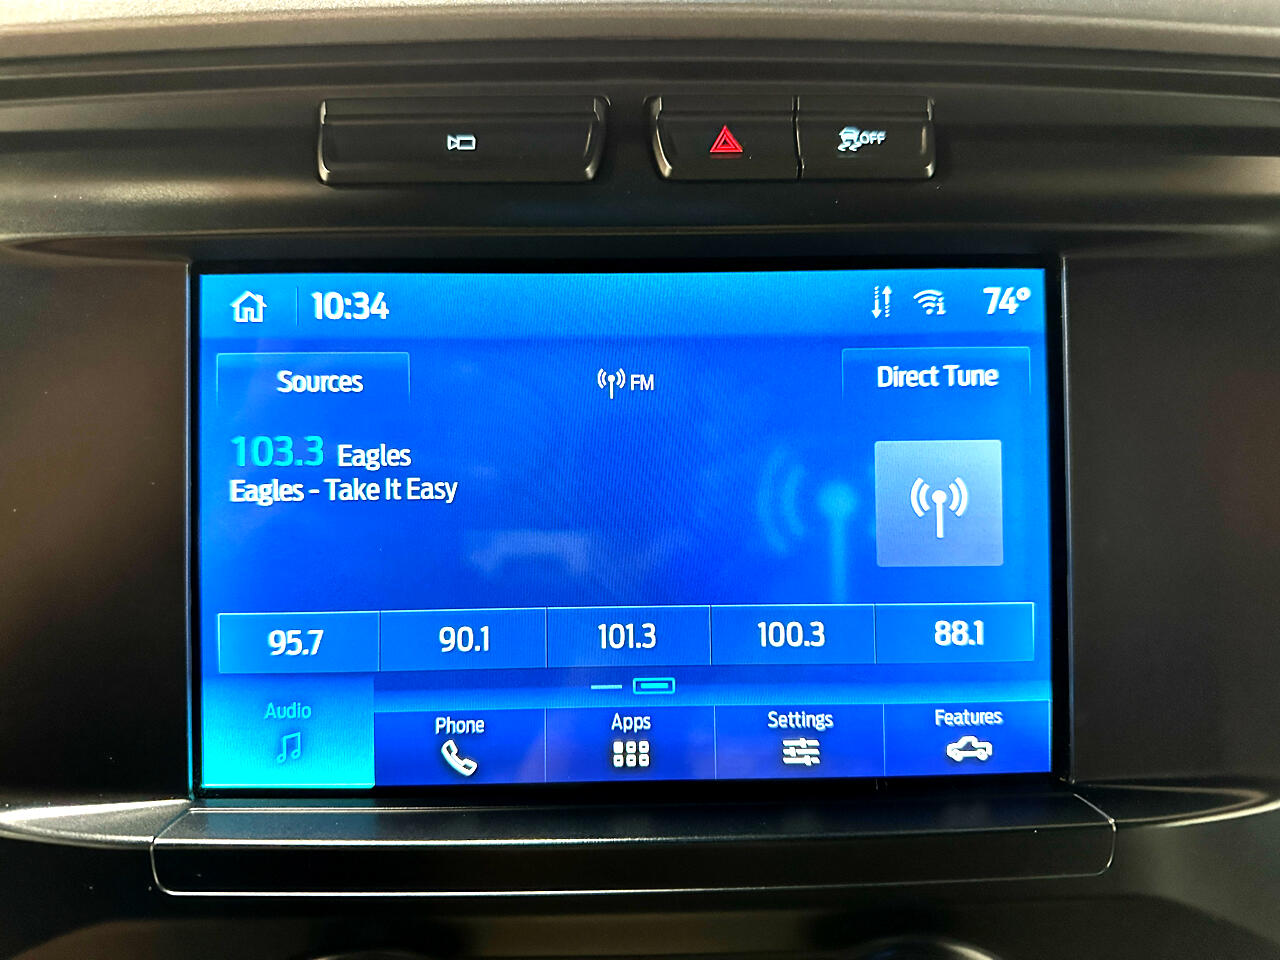 OFF
10:34
74°
Sources
FM
Direct Tune
103.3 Eagles
Eagles - Take It Easy
95.7 90.1 101.3 100.3 88.1
Audio Phone Apps Settings Features